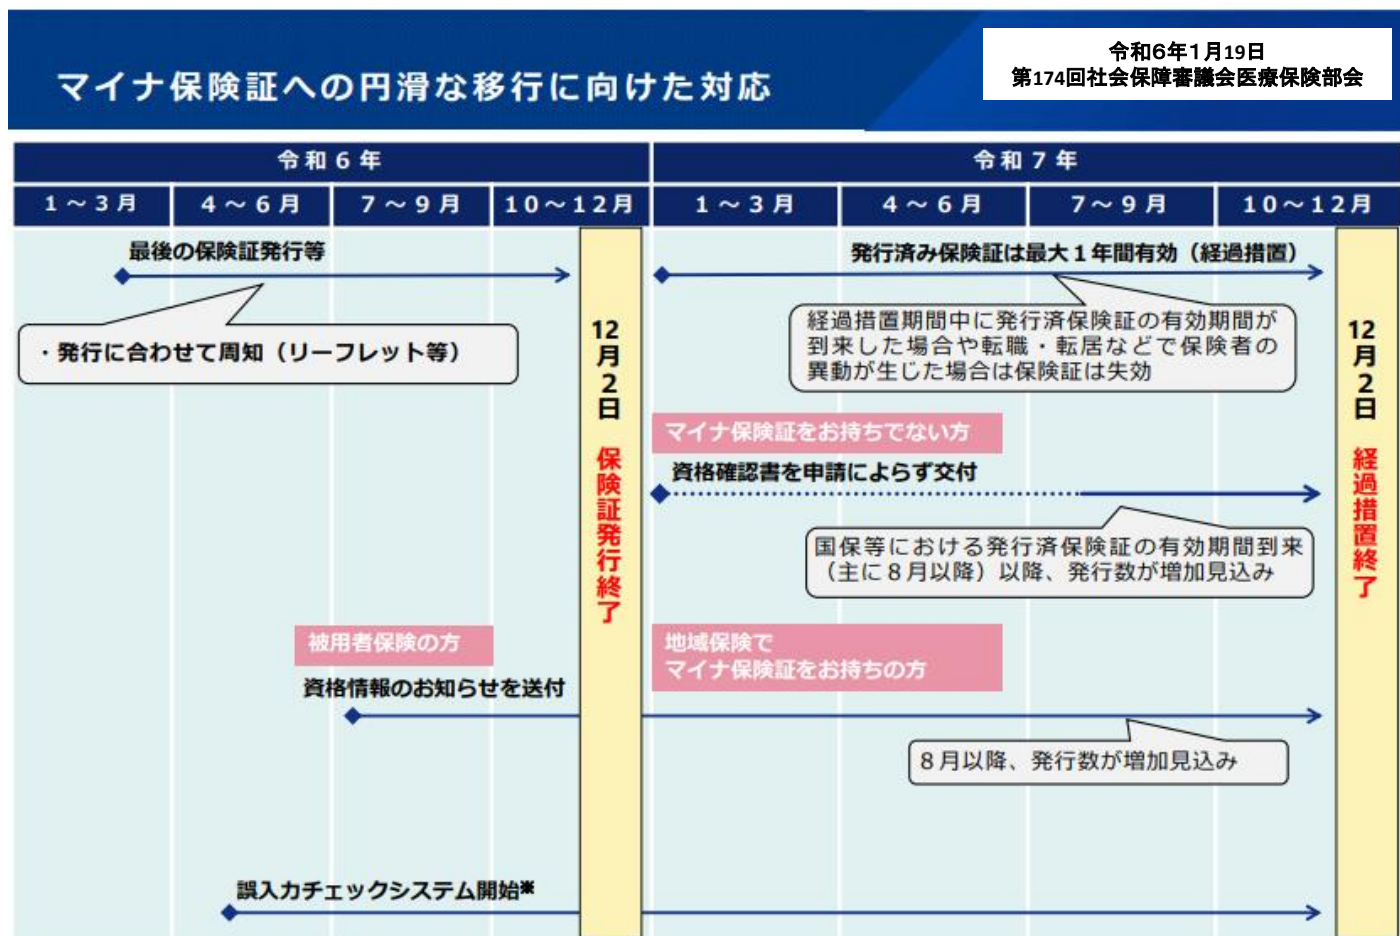 マイナ保険証への円滑な移行に向けた対応
令和6年1月19日
第174回社会保障審議会医療保険部会
令和６年
令和７年
１～３月
４～６月
７～９月
１０～１２月
１～３月
４～６月
７～９月
１０～１２月
最後の保険証発行等
・発行に合わせて周知（リーフレット等）
12月2日 保険証発行終了
発行済み保険証は最大１年間有効（経過措置）
経過措置期間中に発行済保険証の有効期間が
到来した場合や転職・転居などで保険者の
異動が生じた場合は保険証は失効
マイナ保険証をお持ちでない方
資格確認書を申請によらず交付
国保等における発行済保険証の有効期間到来
（主に８月以降）以降、発行数が増加見込み
12月2日 経過措置終了
被用者保険の方
資格情報のお知らせを送付
地域保険で
マイナ保険証をお持ちの方
８月以降、発行数が増加見込み
誤入力チェックシステム開始※